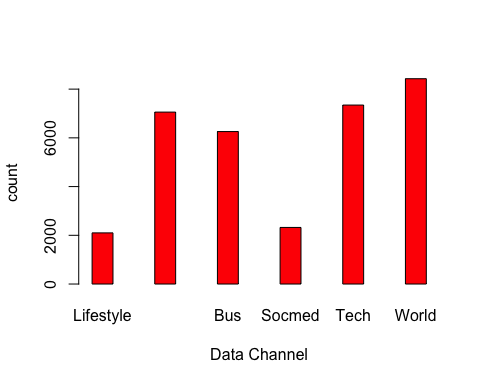 6000
2000
0
count
Lifestyle Bus Socmed Tech World
Data Channel